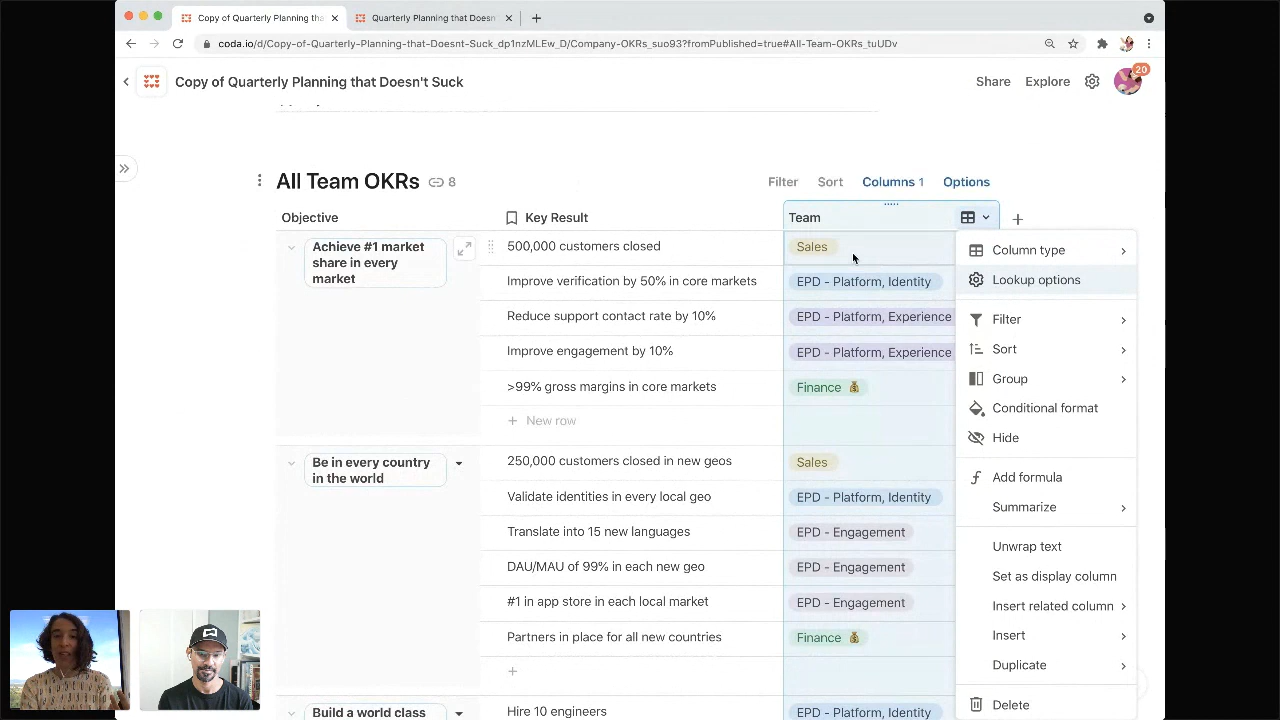 Copy of Quarterly Planning tha
Quarterly Planning that Doesn
coda.io/d/Copy-of-Quarterly-Planning-that-Doesnt-Suck_dp1nzMLEw_D/Company-OKRs_suo93?fromPublished=true#All-Team-OKRs_tuUDv
Copy of Quarterly Planning that Doesn't Suck
Share
Explore
20
All Team OKRs
8
Filter
Sort
Columns 1
Options
Objective
Key Result
Team
Achieve #1 market
share in every
market
500,000 customers closed
Sales
Improve verification by 50% in core markets
EPD - Platform, Identity
Reduce support contact rate by 10%
EPD - Platform, Experience
Improve engagement by 10%
EPD - Platform, Experience
>99% gross margins in core markets
Finance 💰
+ New row
Be in every country
in the world
250,000 customers closed in new geos
Sales
Validate identities in every local geo
EPD - Platform, Identity
Translate into 15 new languages
EPD - Engagement
DAU/MAU of 99% in each new geo
EPD - Engagement
#1 in app store in each local market
EPD - Engagement
Partners in place for all new countries
Finance 💰
+
Build a world class
Column type
Lookup options
Filter
Sort
Group
Conditional format
Hide
Add formula
Summarize
Unwrap text
Set as display column
Insert related column
Insert
Duplicate
Delete